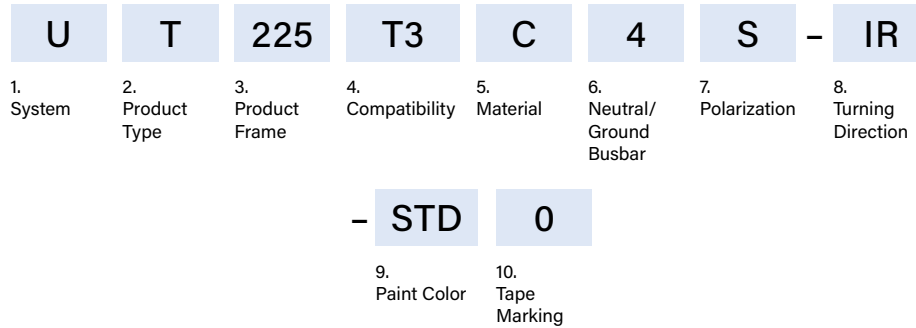 U T 225 T3 C 4 S – IR
1. 2. 3. 4. 5. 6. 7. 8.
System Product Product Compatibility Material Neutral/ Polarization Turning
Type Frame Ground Direction
Busbar
– STD 0
9. 10.
Paint Color Tape
Marking